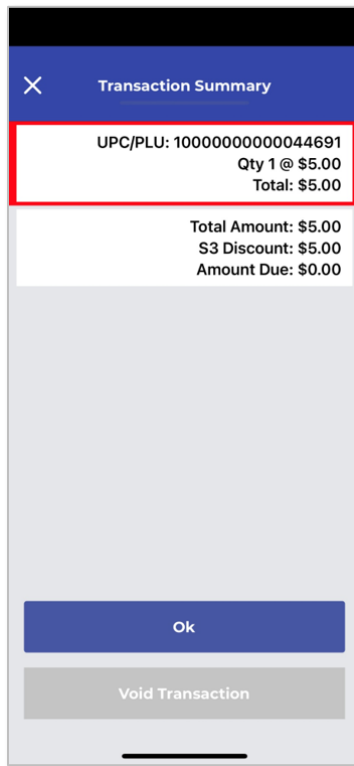 Transaction Summary
UPC/PLU: 10000000000044691
Qty 1 @ $5.00
Total: $5.00
Total Amount: $5.00
S3 Discount: $5.00
Amount Due: $0.00
Ok
Void Transaction